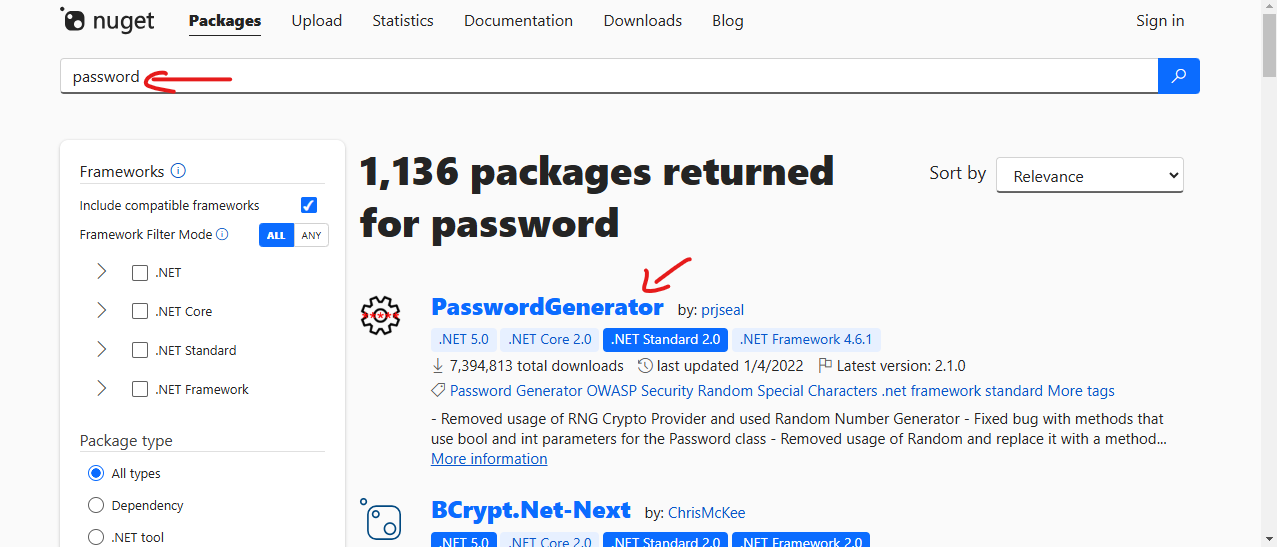 nuget Packages Upload Statistics Documentation Downloads Blog Sign in
password
Frameworks
Include compatible frameworks
Framework Filter Mode ALL ANY
.NET
.NET Core
.NET Standard
.NET Framework
Package type
All types
Dependency
.NET tool
1,136 packages returned
for password
Sort by Relevance
PasswordGenerator by: prjseal
.NET 5.0 .NET Core 2.0 .NET Standard 2.0 .NET Framework 4.6.1
7,394,813 total downloads last updated 1/4/2022 Latest version: 2.1.0
Password Generator OWASP Security Random Special Characters .net framework standard More tags
- Removed usage of RNG Crypto Provider and used Random Number Generator - Fixed bug with methods that
use bool and int parameters for the Password class - Removed usage of Random and replace it with a method...
More information
BCrypt.Net-Next by: ChrisMcKee
.NET 5.0 .NET Core 2.0 .NET Standard 2.0 .NET Framework 2.0